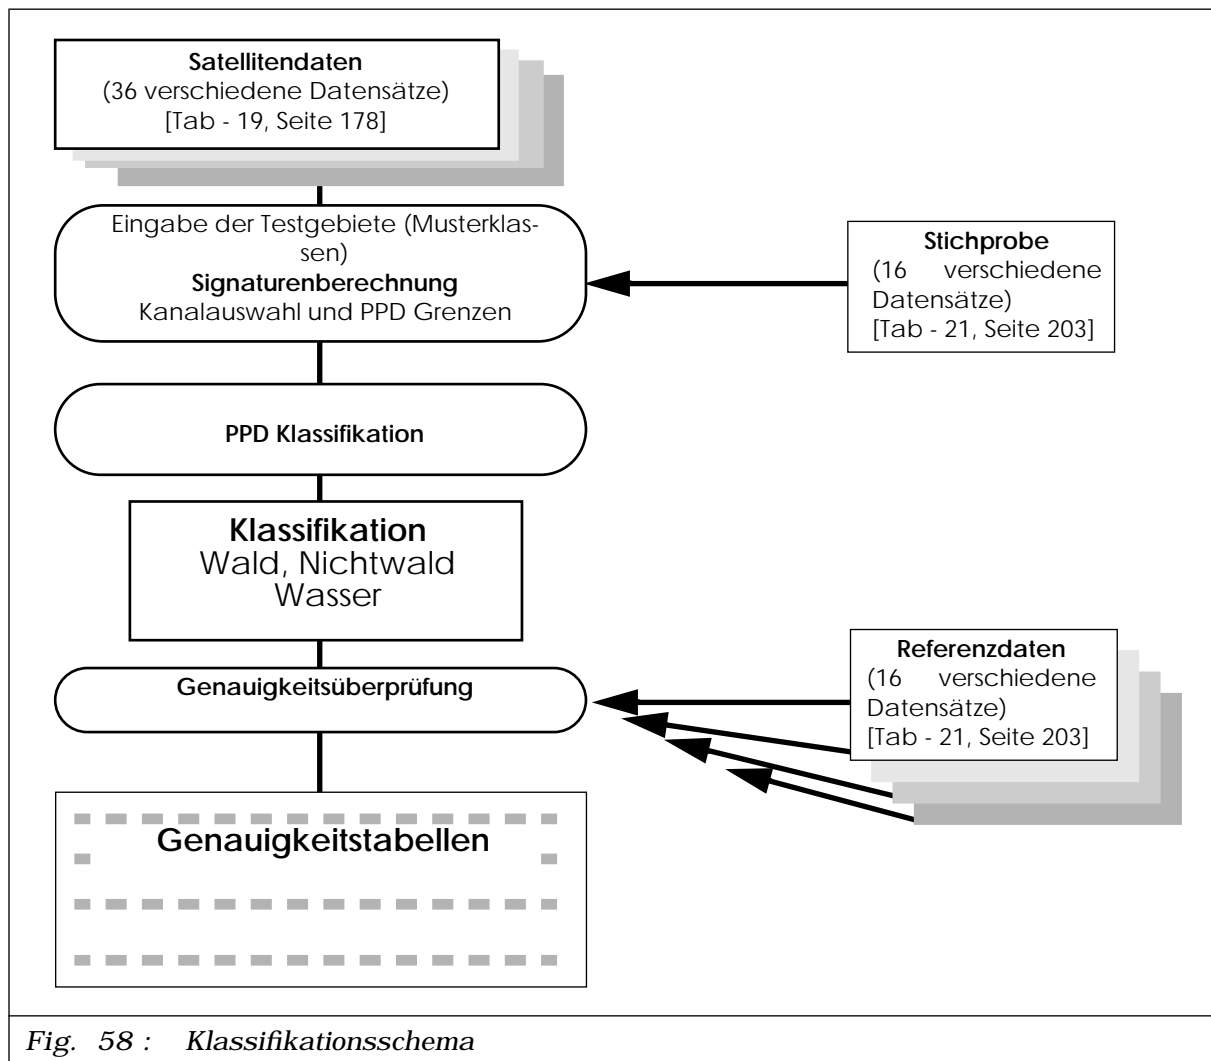 Satellitendaten
(36 verschiedene Datensätze)
[Tab - 19, Seite 178]
Eingabe der Testgebiete (Musterklas-
sen)
Signaturenberechnung
Kanalauswahl und PPD Grenzen
Stichprobe
(16 verschiedene
Datensätze)
[Tab - 21, Seite 203]
PPD Klassifikation
Klassifikation
Wald, Nichtwald
Wasser
Genauigkeitsüberprüfung
Referenzdaten
(16 verschiedene
Datensätze)
[Tab - 21, Seite 203]
Genauigkeitstabellen
Fig. 58 : Klassifikationsschema